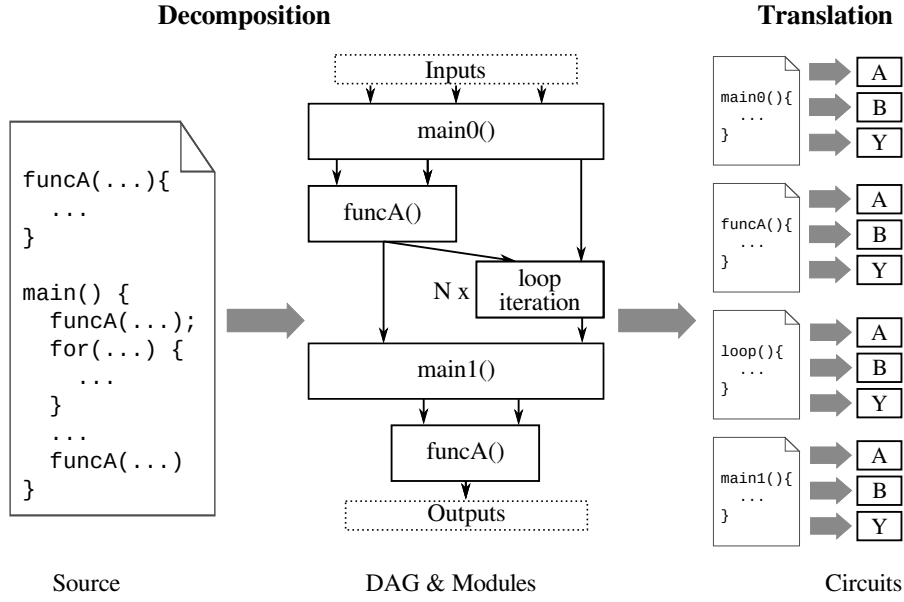 Decomposition
Translation
funcA(...){
...
}
main() {
funcA(...);
for(...) {
...
}
...
funcA(...)
}
Source
Inputs
main0()
funcA()
N x
loop
iteration
main1()
funcA()
Outputs
DAG & Modules
main0(){
...
}
A
B
Y
funcA(){
...
}
A
B
Y
loop(){
...
}
A
B
Y
main1(){
...
}
A
B
Y
Circuits